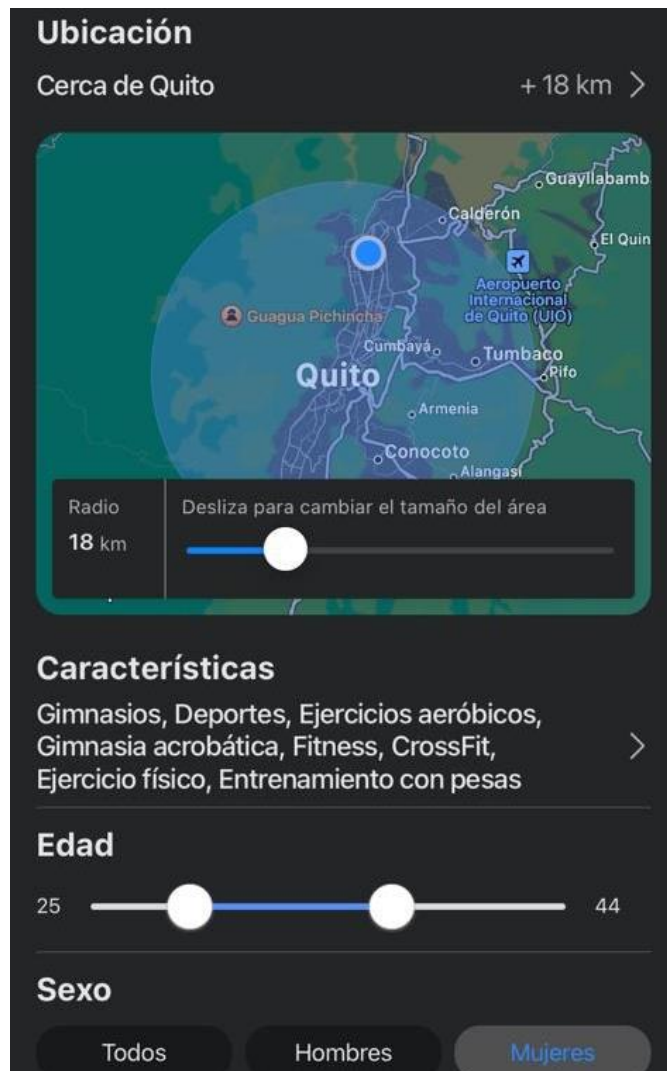 Ubicación
Cerca de Quito + 18 km
Guayllabamb
Calderón
El Quin
Aeropuerto
Internacional
de Quito (UIO)
Guagua Pichincha
Cumbayá
Tumbaco
Quito
Pifo
Armenia
Conocoto
Alangasí
Radio Desliza para cambiar el tamaño del área
18 km
Características
Gimnasios, Deportes, Ejercicios aeróbicos,
Gimnasia acrobática, Fitness, CrossFit,
Ejercicio físico, Entrenamiento con pesas
Edad
25 44
Sexo
Todos Hombres Mujeres